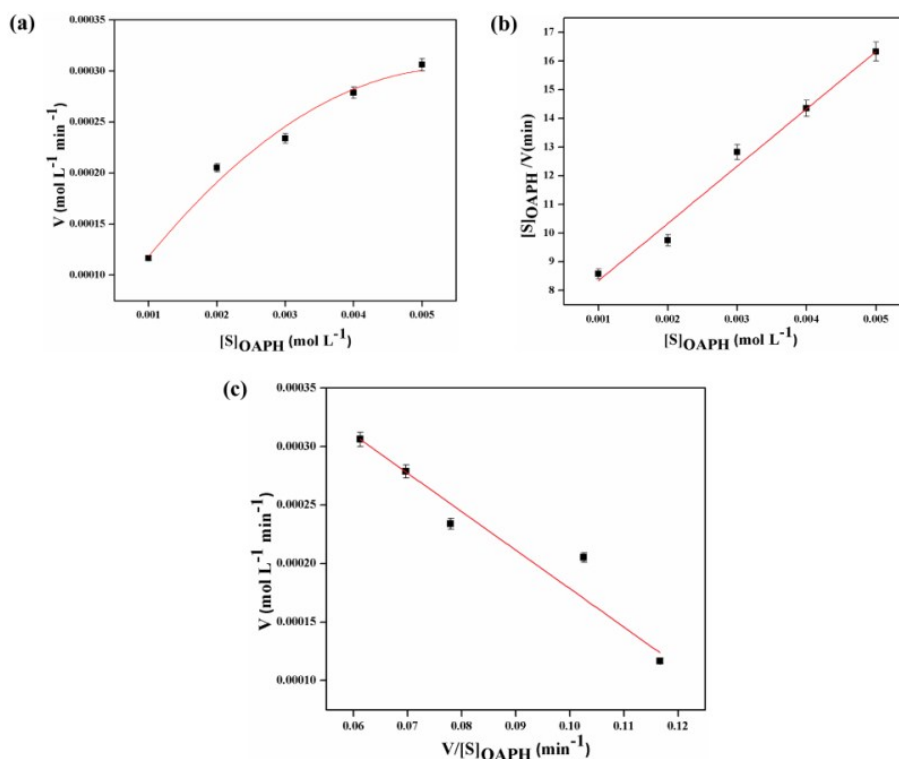 (a)
V (mol L⁻¹ min⁻¹)
0.00035
0.00030
0.00025
0.00020
0.00015
0.00010
0.001 0.002 0.003 0.004 0.005
[S]OAPH (mol L⁻¹)
(b)
[S]OAPH /V(min)
17
16
15
14
13
12
11
10
9
8
0.001 0.002 0.003 0.004 0.005
[S]OAPH (mol L⁻¹)
(c)
V (mol L⁻¹ min⁻¹)
0.00035
0.00030
0.00025
0.00020
0.00015
0.00010
0.06 0.07 0.08 0.09 0.10 0.11 0.12
V/[S]OAPH (min⁻¹)